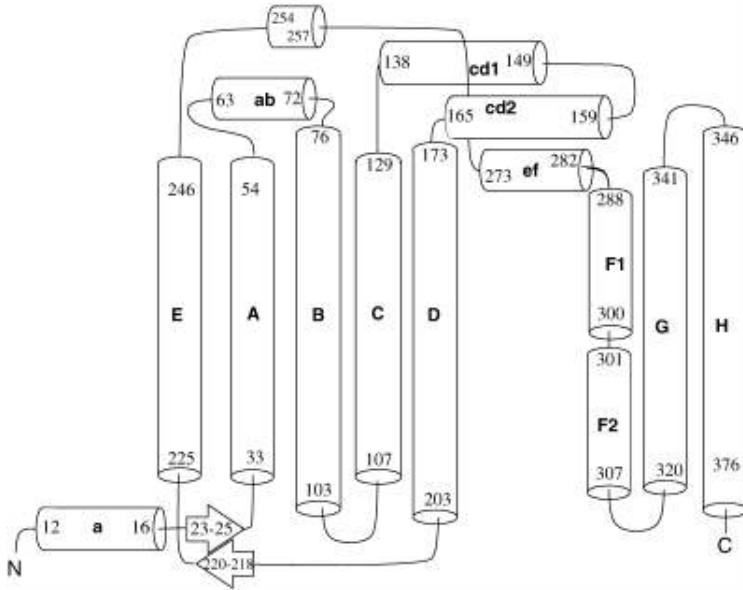 254
257
138 cd1 149
63 ab 72
165 cd2 159
76
173
346
129
246
54
273 ef 282
341
288
E
A
B
C
D
F1
G
H
300
301
F2
225
33
107
320
376
103
203
307
12 a 16
23-25
220-218
N
C